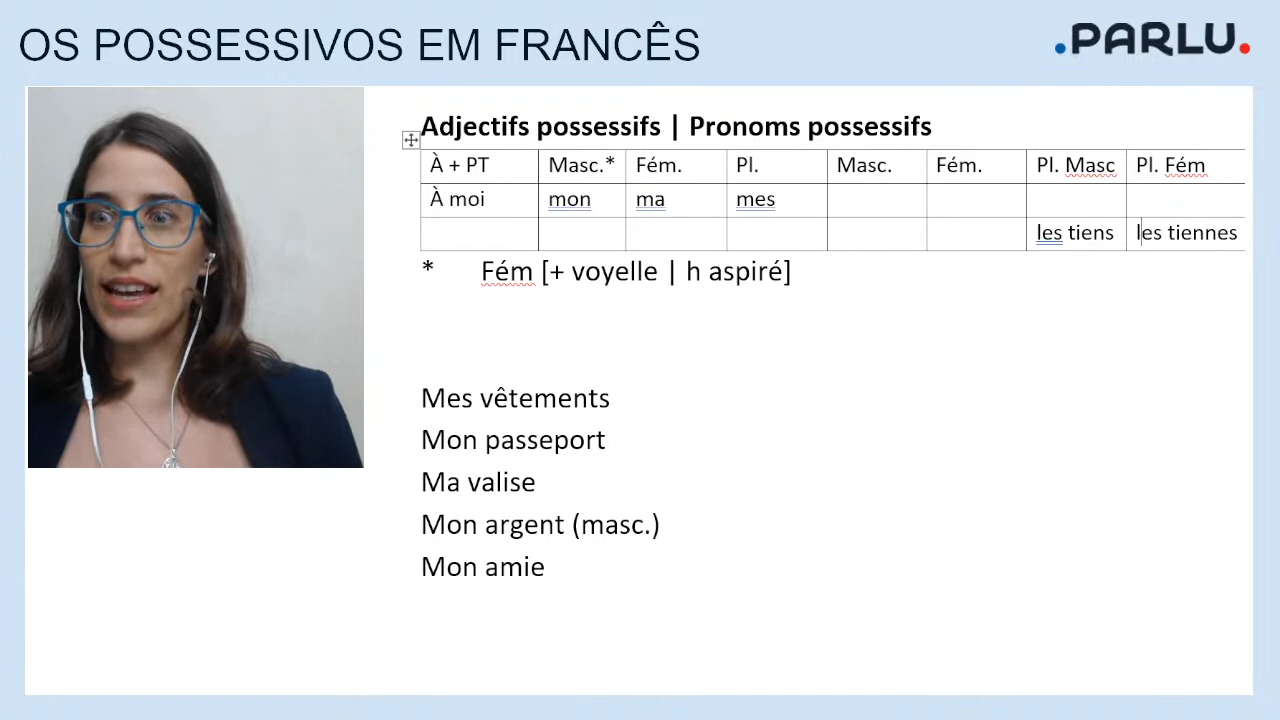 OS POSSESSIVOS EM FRANCÊS
.PARLU.
Adjectifs possessifs | Pronoms possessifs
À + PT Masc.* Fém. Pl. Masc. Fém. Pl. Masc Pl. Fém
À moi mon ma mes
les tiens les tiennes
* Fém [+ voyelle | h aspiré]
Mes vêtements
Mon passeport
Ma valise
Mon argent (masc.)
Mon amie